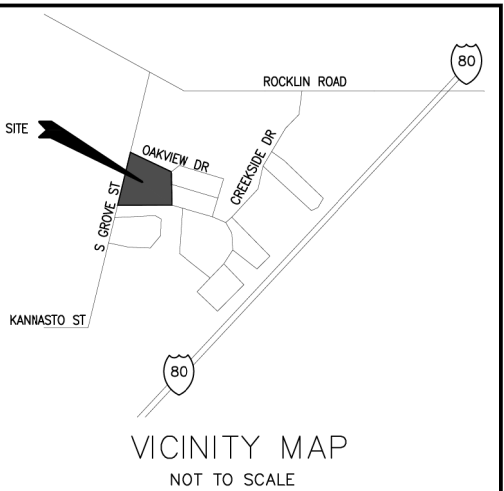 80
ROCKLIN ROAD
SITE
OAKVIEW DR
CREEKSIDE DR
S GROVE ST
KANNASTO ST
80
VICINITY MAP
NOT TO SCALE